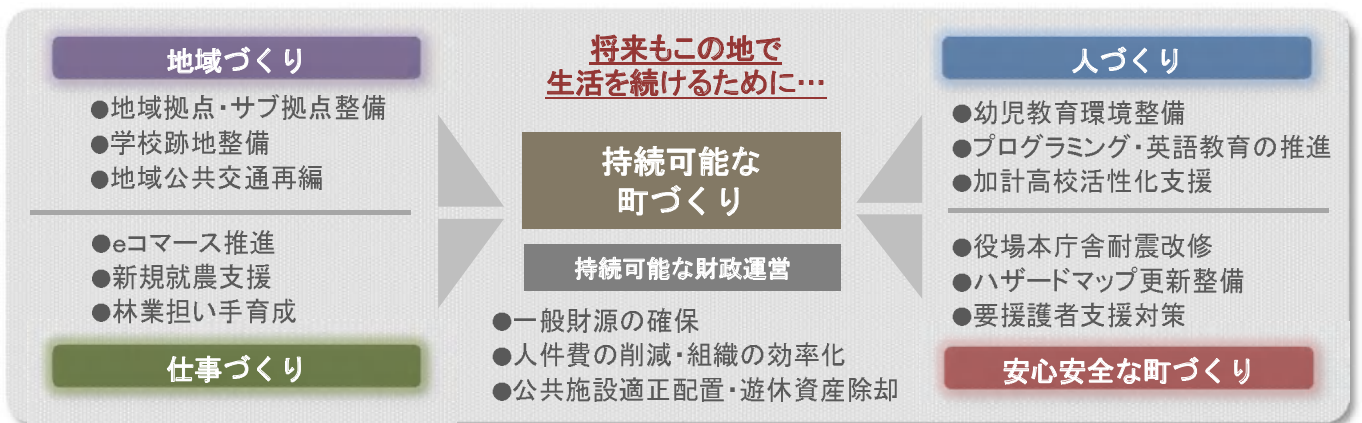 地域づくり
●地域拠点・サブ拠点整備
●学校跡地整備
●地域公共交通再編
●eコマース推進
●新規就農支援
●林業担い手育成
仕事づくり
将来もこの地で
生活を続けるために…
持続可能な
町づくり
持続可能な財政運営
●一般財源の確保
●人件費の削減・組織の効率化
●公共施設適正配置・遊休資産除却
人づくり
●幼児教育環境整備
●プログラミング・英語教育の推進
●加計高校活性化支援
●役場本庁舎耐震改修
●ハザードマップ更新整備
●要援護者支援対策
安心安全な町づくり